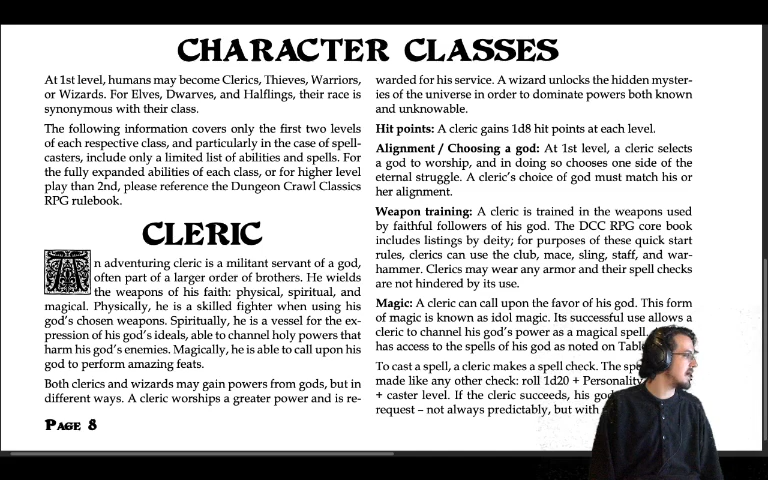 CHARACTER CLASSES
At 1st level, humans may become Clerics, Thieves, Warriors,
or Wizards. For Elves, Dwarves, and Halflings, their race is
synonymous with their class.
The following information covers only the first two levels
of each respective class, and particularly in the case of spell-
casters, include only a limited list of abilities and spells. For
the fully expanded abilities of each class, or for higher level
play than 2nd, please reference the Dungeon Crawl Classics
RPG rulebook.
CLERIC
An adventuring cleric is a militant servant of a god,
often part of a larger order of brothers. He wields
the weapons of his faith: physical, spiritual, and
magical. Physically, he is a skilled fighter when using his
god's chosen weapons. Spiritually, he is a vessel for the ex-
pression of his god's ideals, able to channel holy powers that
harm his god's enemies. Magically, he is able to call upon his
god to perform amazing feats.
Both clerics and wizards may gain powers from gods, but in
different ways. A cleric worships a greater power and is re-
warded for his service. A wizard unlocks the hidden myster-
ies of the universe in order to dominate powers both known
and unknowable.
Hit points: A cleric gains 1d8 hit points at each level.
Alignment / Choosing a god: At 1st level, a cleric selects
a god to worship, and in doing so chooses one side of the
eternal struggle. A cleric's choice of god must match his or
her alignment.
Weapon training: A cleric is trained in the weapons used
by faithful followers of his god. The DCC RPG core book
includes listings by deity; for purposes of these quick start
rules, clerics can use the club, mace, sling, staff, and war-
hammer. Clerics may wear any armor and their spell checks
are not hindered by its use.
Magic: A cleric can call upon the favor of his god. This form
of magic is known as idol magic. Its successful use allows a
cleric to channel his god's power as a magical spell.
has access to the spells of his god as noted on
To cast a spell, a cleric makes a spell check. The
made like any other check: roll 1d20 + Personality
+ caster level. If the cleric succeeds, his god
request – not always predictably, but with
Page 8